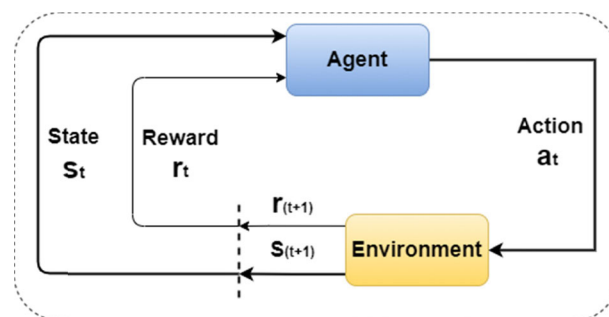 Agent
State
St
Reward
rt
Action
at
r(t+1)
S(t+1)
Environment